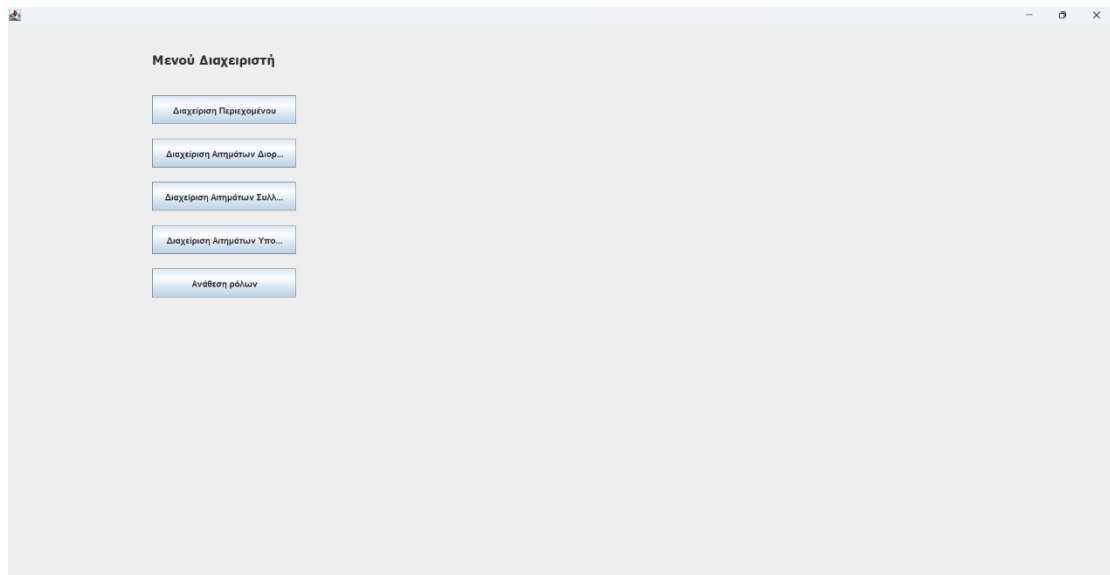 Μενού Διαχειριστή
Διαχείριση Περιεχομένου
Διαχείριση Αιτημάτων Διορ...
Διαχείριση Αιτημάτων Συλλ...
Διαχείριση Αιτημάτων Υπο...
Ανάθεση ρόλων